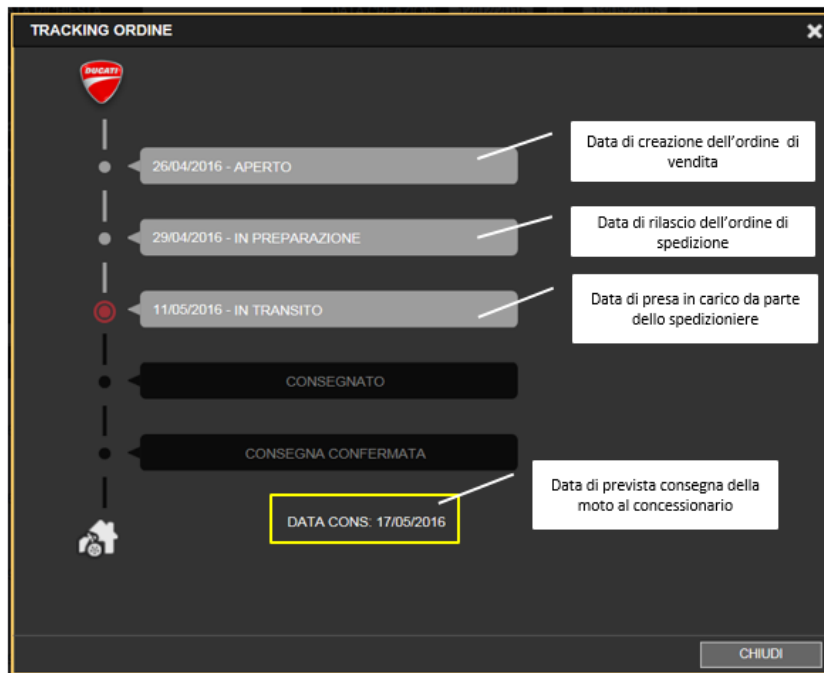 TRACKING ORDINE
DUCATI
26/04/2016 - APERTO
Data di creazione dell'ordine di
vendita
29/04/2016 - IN PREPARAZIONE
Data di rilascio dell'ordine di
spedizione
11/05/2016 - IN TRANSITO
Data di presa in carico da parte
dello spedizioniere
CONSEGNATO
CONSEGNA CONFERMATA
Data di prevista consegna della
moto al concessionario
DATA CONS: 17/05/2016
CHIUDI